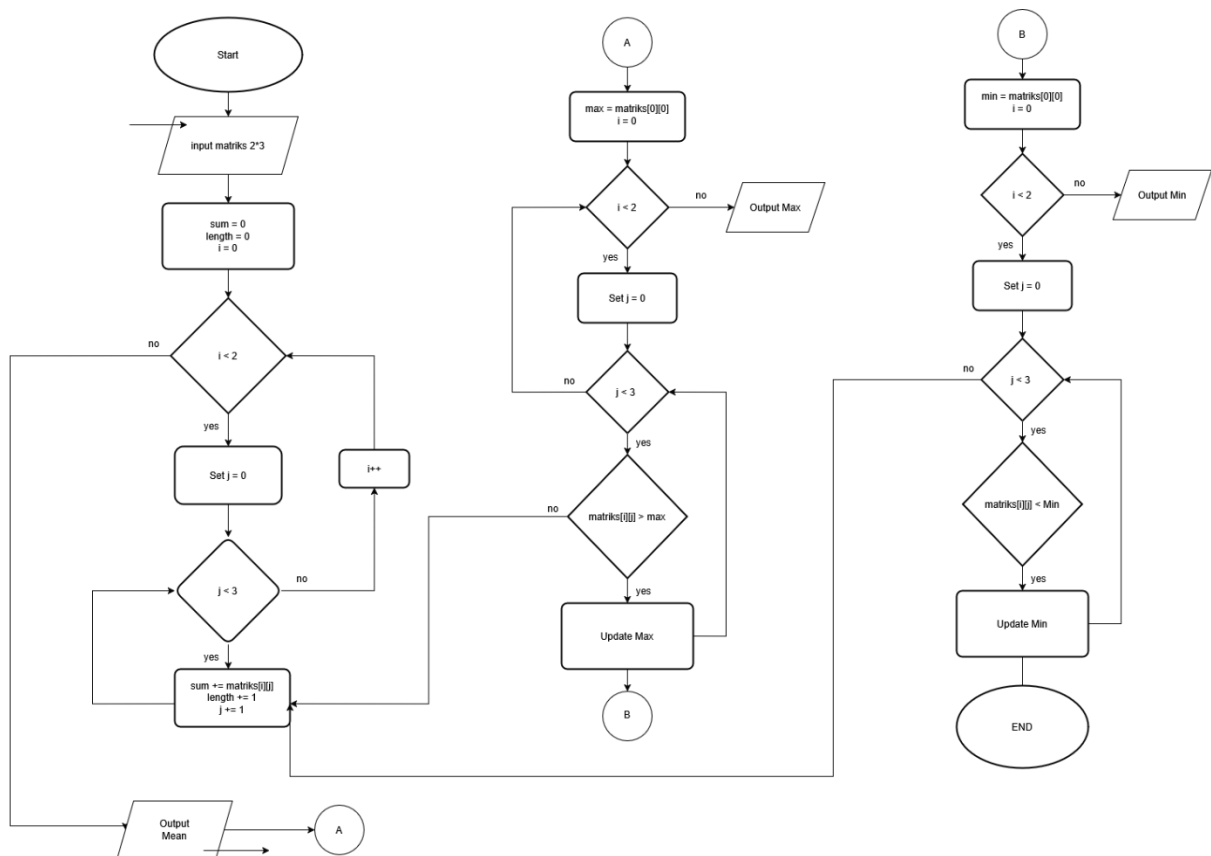 Start
input matriks 2*3
sum = 0
length = 0
i = 0
i < 2
no
yes
Set j = 0
i++
j < 3
no
yes
sum += matriks[i][j]
length += 1
j += 1
Output
Mean
A
A
max = matriks[0][0]
i = 0
i < 2
no
Output Max
yes
Set j = 0
j < 3
no
yes
matriks[i][j] > max
no
yes
Update Max
B
B
min = matriks[0][0]
i = 0
i < 2
no
Output Min
yes
Set j = 0
j < 3
no
yes
matriks[i][j] < Min
yes
Update Min
END